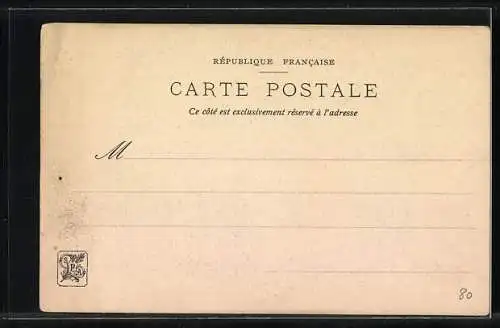 RÉPUBLIQUE FRANÇAISE
CARTE POSTALE
Ce côté est exclusivement réservé à l'adresse
M
80